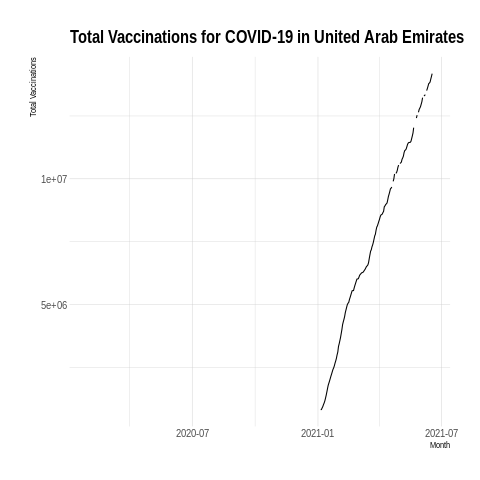 Total Vaccinations for COVID-19 in United Arab Emirates
Total Vaccinations
1e+07
5e+06
2020-07
2021-01
2021-07
Month